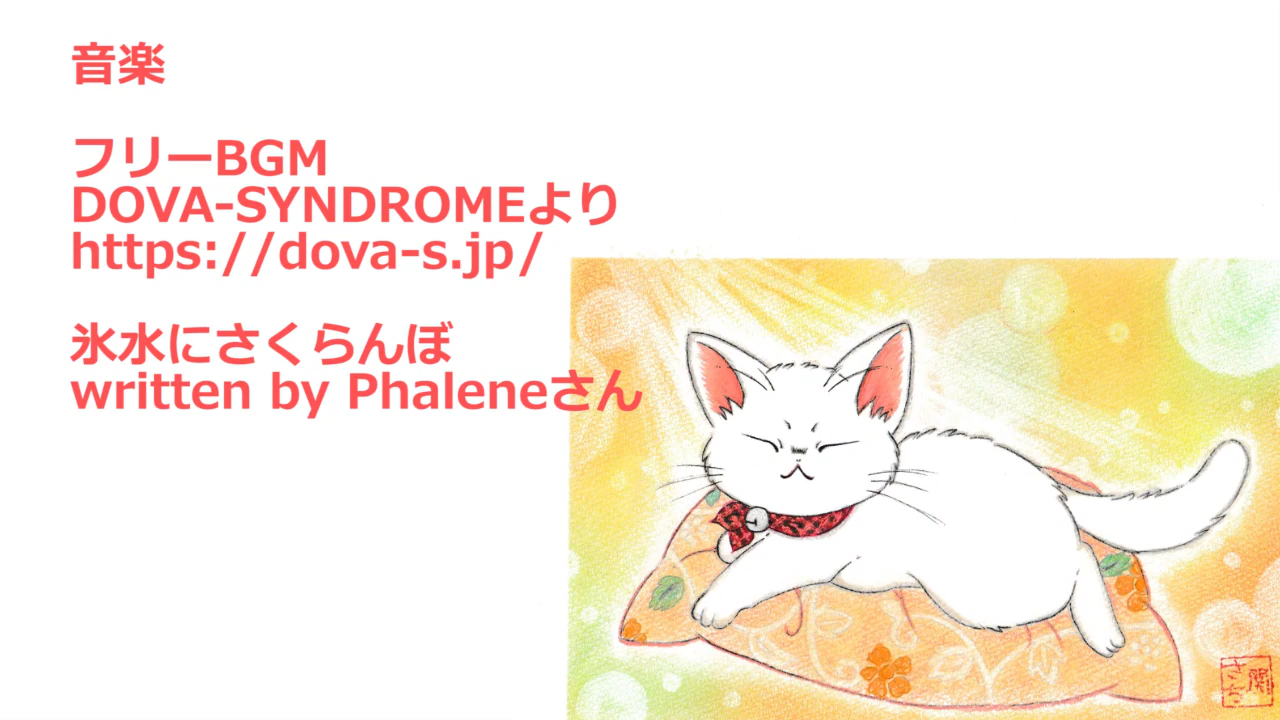 音楽
フリーBGM
DOVA-SYNDROMEより
https://dova-s.jp/
氷水にさくらんぼ
written by Phaleneさん